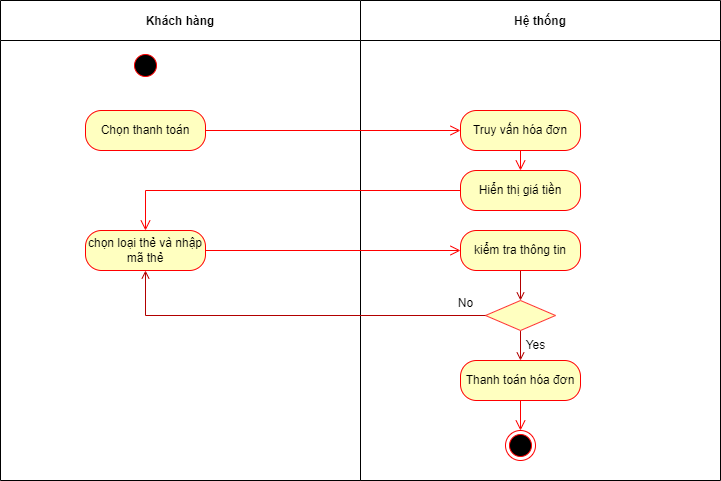 Khách hàng
Hệ thống
Chọn thanh toán
Truy vấn hóa đơn
Hiển thị giá tiền
chọn loại thẻ và nhập
mã thẻ
kiểm tra thông tin
No
Yes
Thanh toán hóa đơn